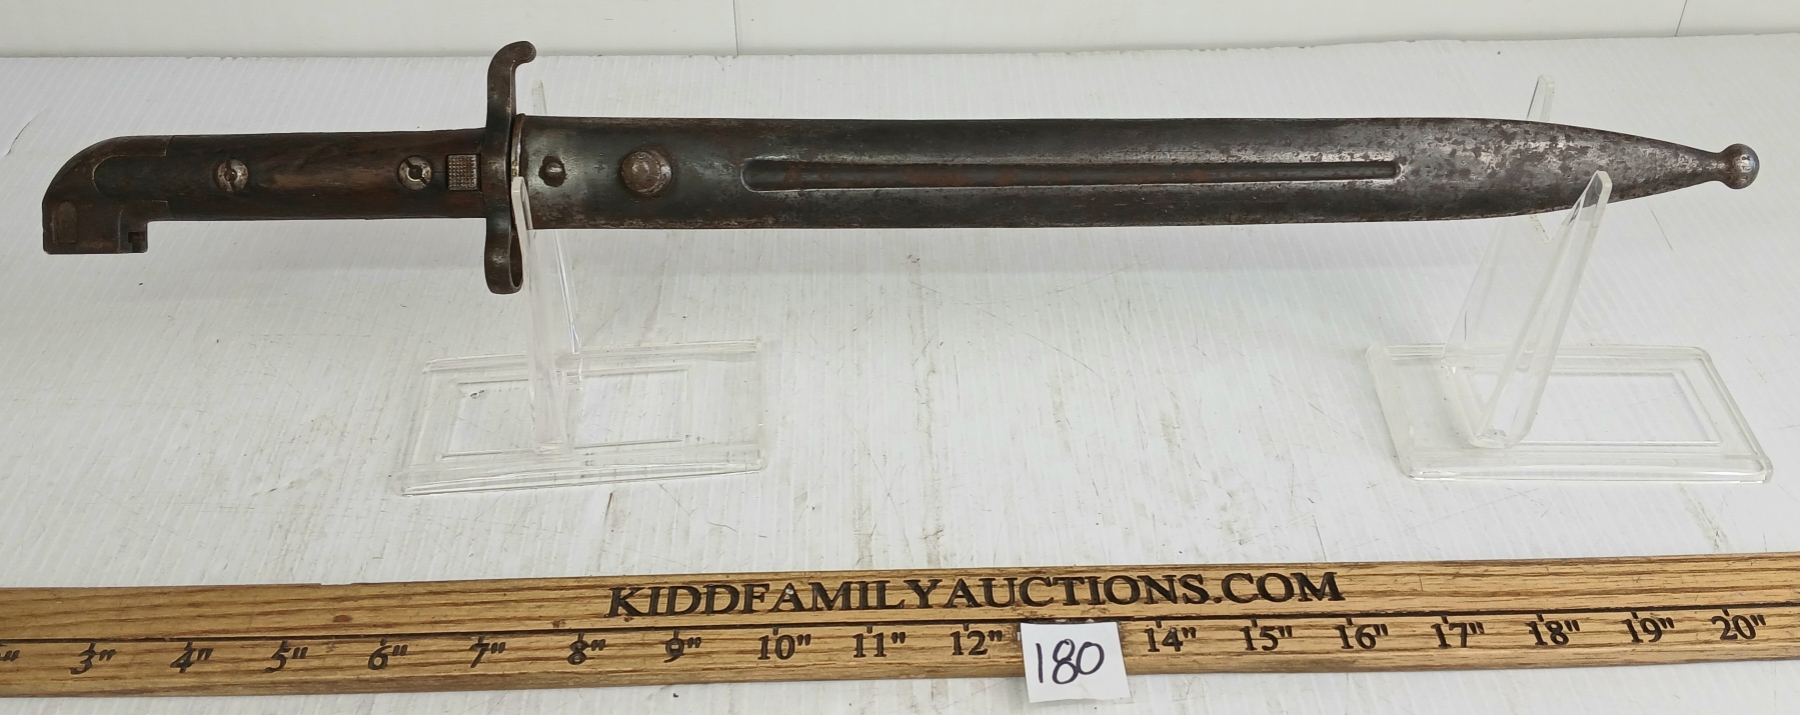 KIDDFAMILYAUCTIONS.COM
3" 4" 5" 6" 7" 8" 9" 10" 11" 12" 14" 15" 16" 17" 18" 19" 20"
180